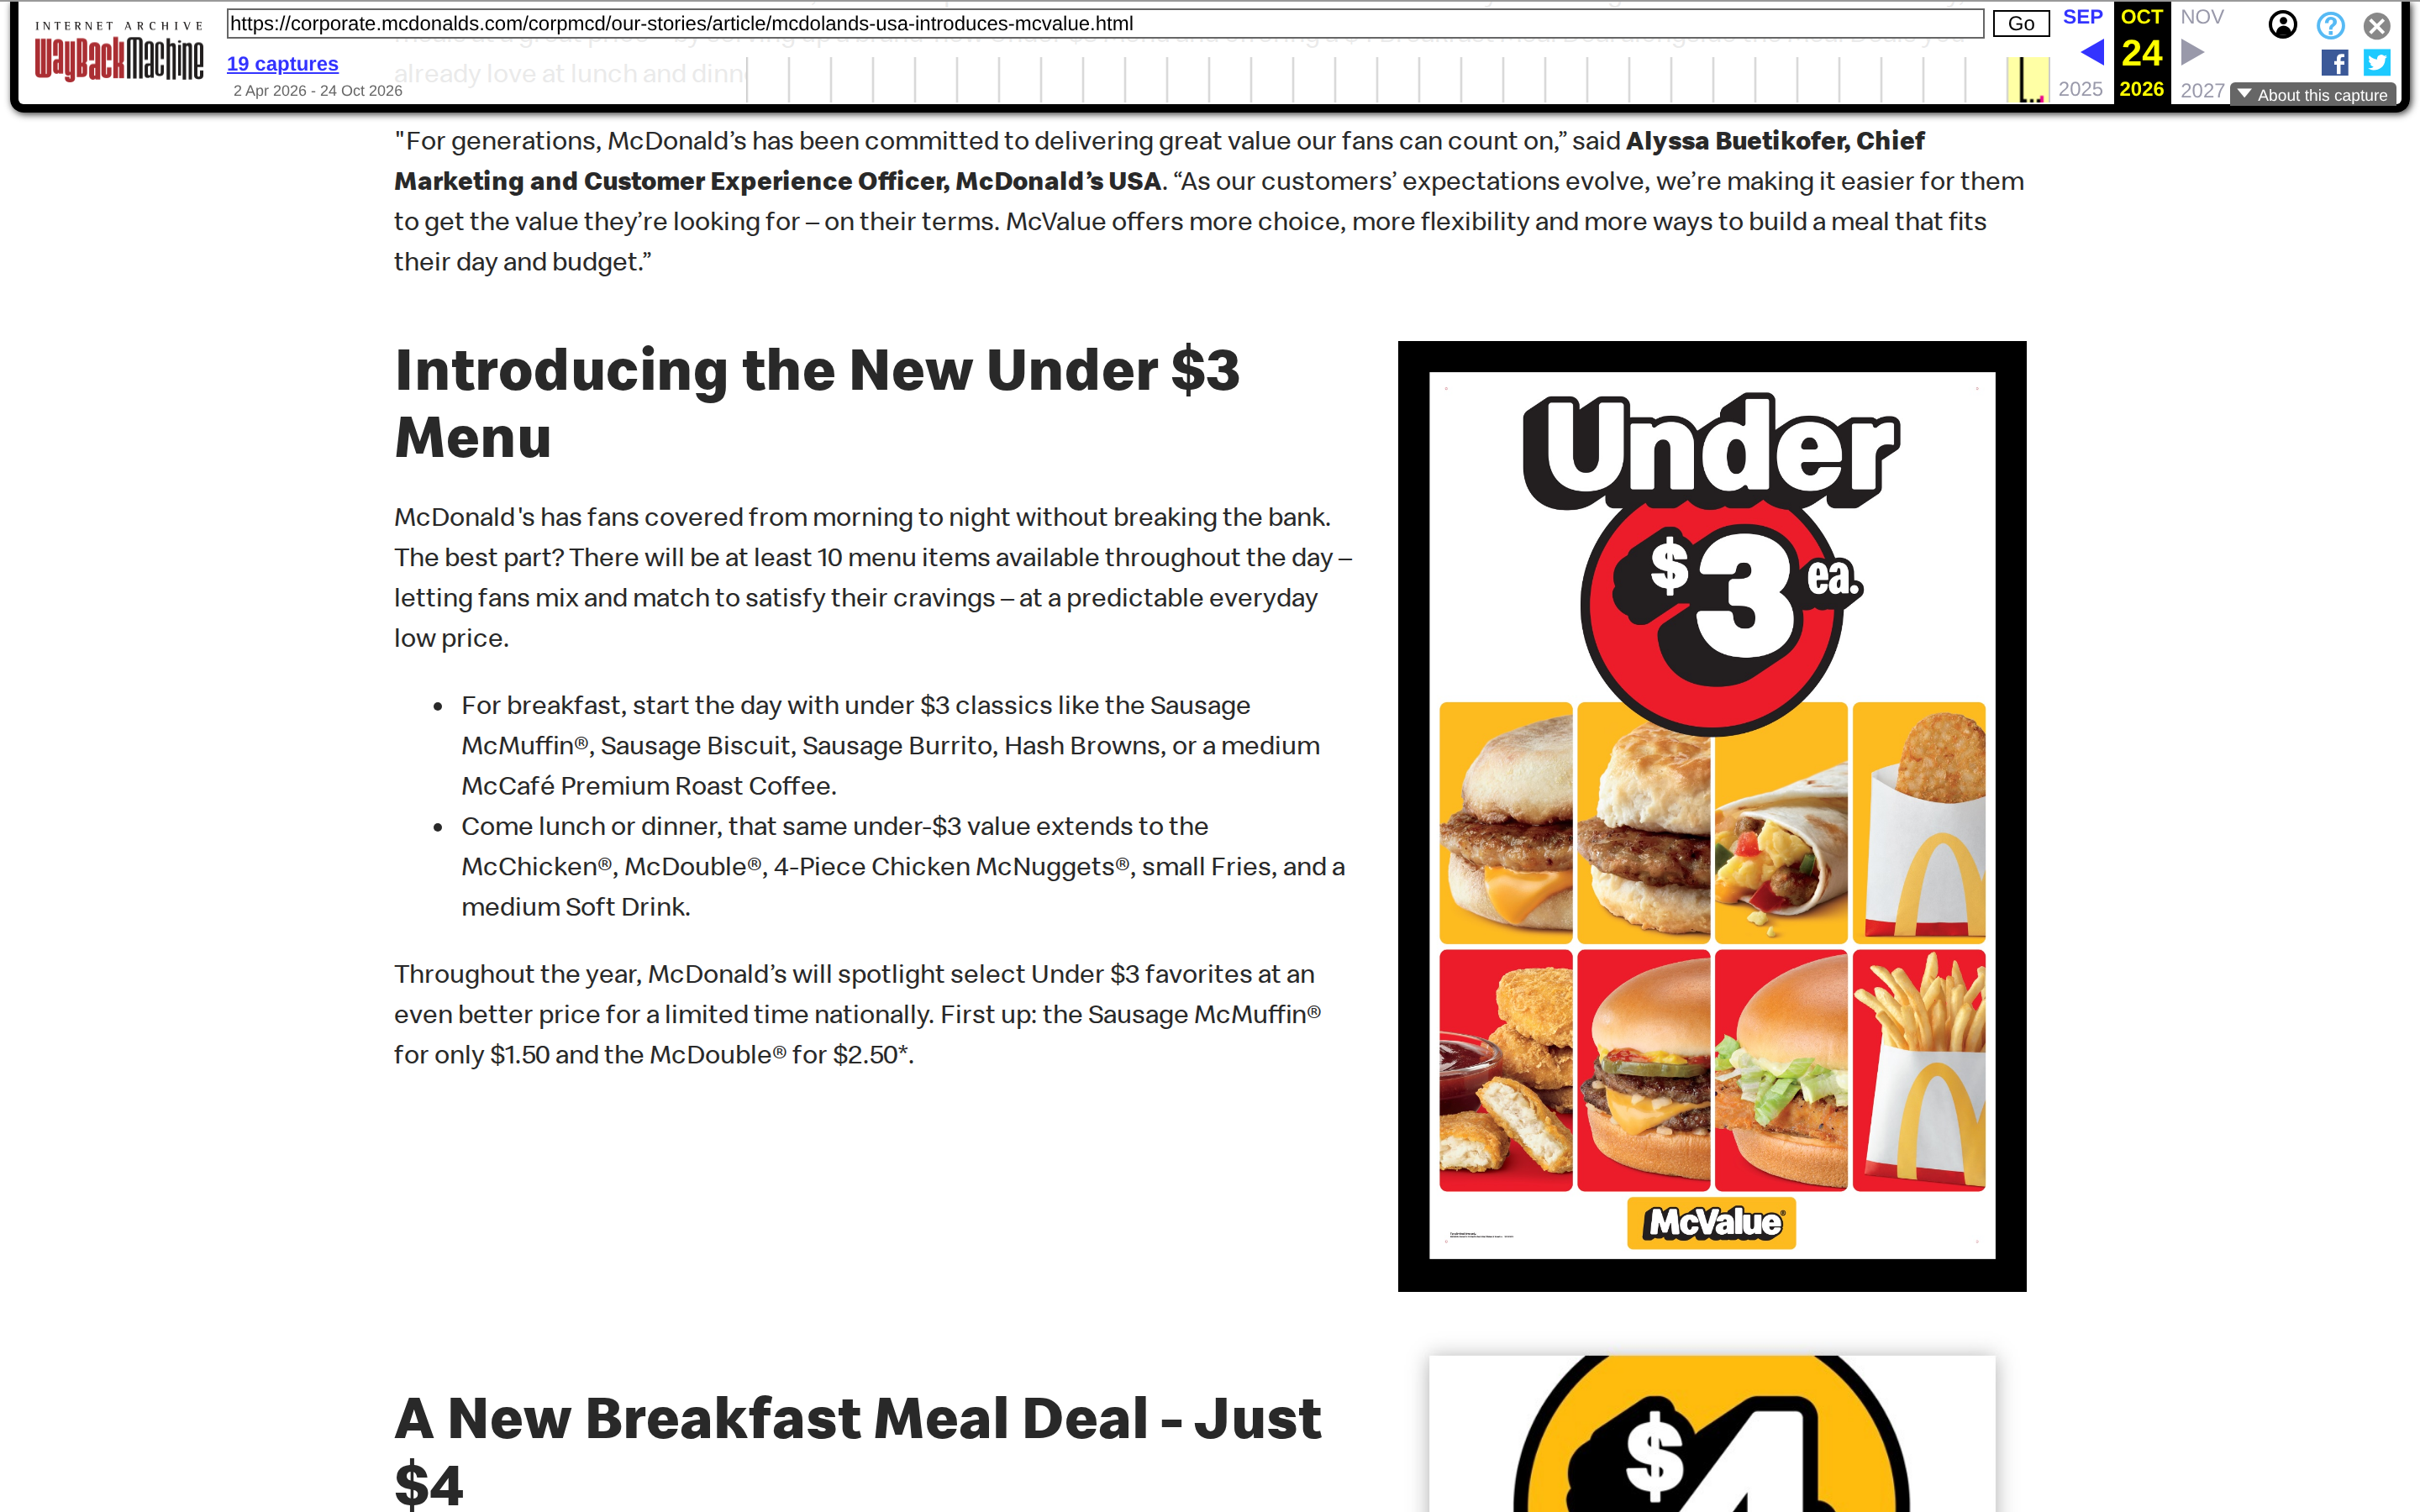 INTERNET ARCHIVE
WayBackMachine
https://corporate.mcdonalds.com/corpmcd/our-stories/article/mcdolands-usa-introduces-mcvalue.html
Go
SEP
OCT
NOV
19 captures
24
2 Apr 2026 - 24 Oct 2026
2025
2026
2027
About this capture
already love at lunch and dinne
"For generations, McDonald’s has been committed to delivering great value our fans can count on,” said Alyssa Buetikofer, Chief
Marketing and Customer Experience Officer, McDonald’s USA. “As our customers’ expectations evolve, we’re making it easier for them
to get the value they’re looking for – on their terms. McValue offers more choice, more flexibility and more ways to build a meal that fits
their day and budget.”
Introducing the New Under $3
Menu
McDonald's has fans covered from morning to night without breaking the bank.
The best part? There will be at least 10 menu items available throughout the day –
letting fans mix and match to satisfy their cravings – at a predictable everyday
low price.
• For breakfast, start the day with under $3 classics like the Sausage
McMuffin®, Sausage Biscuit, Sausage Burrito, Hash Browns, or a medium
McCafé Premium Roast Coffee.
• Come lunch or dinner, that same under-$3 value extends to the
McChicken®, McDouble®, 4-Piece Chicken McNuggets®, small Fries, and a
medium Soft Drink.
Throughout the year, McDonald’s will spotlight select Under $3 favorites at an
even better price for a limited time nationally. First up: the Sausage McMuffin®
for only $1.50 and the McDouble® for $2.50*.
Under
$3 ea.
McValue®
A New Breakfast Meal Deal - Just
$4
$4